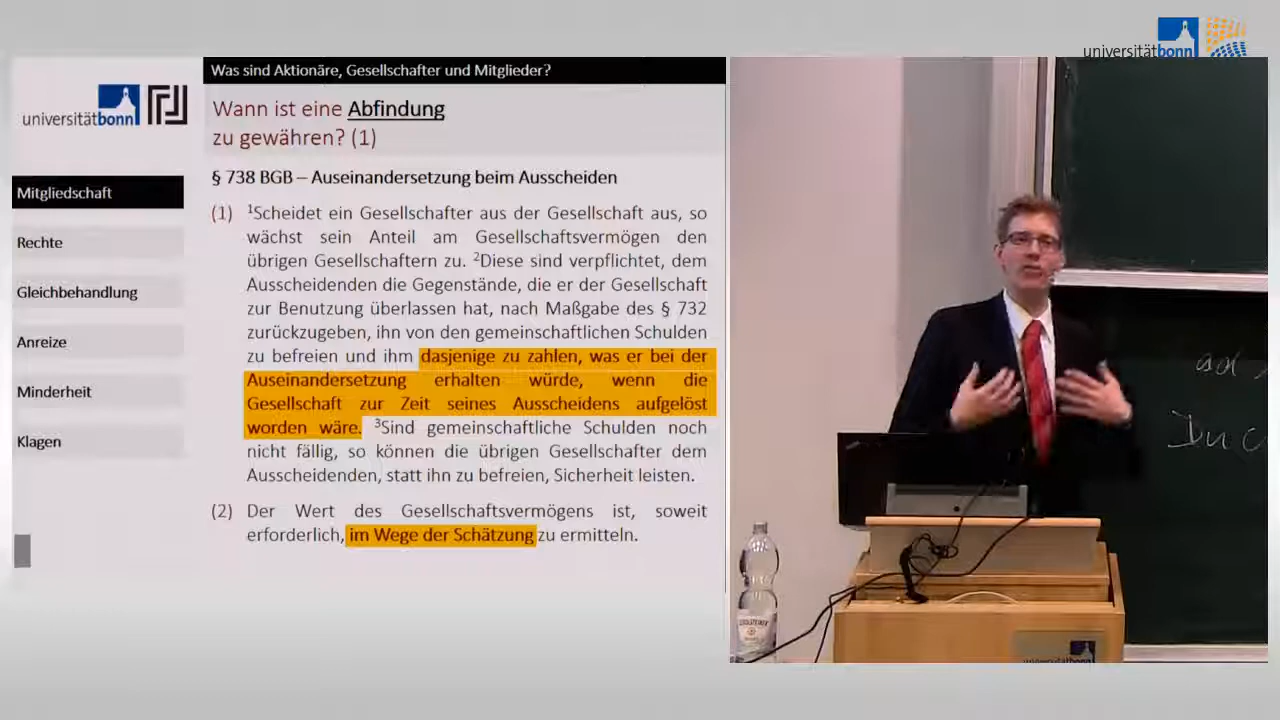 universitätbonn
Was sind Aktionäre, Gesellschafter und Mitglieder?
universitätbonn
Wann ist eine Abfindung
zu gewähren? (1)
§ 738 BGB – Auseinandersetzung beim Ausscheiden
Mitgliedschaft
Rechte
Gleichbehandlung
Anreize
Minderheit
Klagen
(1) ¹Scheidet ein Gesellschafter aus der Gesellschaft aus, so
wächst sein Anteil am Gesellschaftsvermögen den
übrigen Gesellschaftern zu. ²Diese sind verpflichtet, dem
Ausscheidenden die Gegenstände, die er der Gesellschaft
zur Benutzung überlassen hat, nach Maßgabe des § 732
zurückzugeben, ihn von den gemeinschaftlichen Schulden
zu befreien und ihm dasjenige zu zahlen, was er bei der
Auseinandersetzung erhalten würde, wenn die
Gesellschaft zur Zeit seines Ausscheidens aufgelöst
worden wäre. ³Sind gemeinschaftliche Schulden noch
nicht fällig, so können die übrigen Gesellschafter dem
Ausscheidenden, statt ihn zu befreien, Sicherheit leisten.
(2) Der Wert des Gesellschaftsvermögens ist, soweit
erforderlich, im Wege der Schätzung zu ermitteln.
ad
universitätbonn